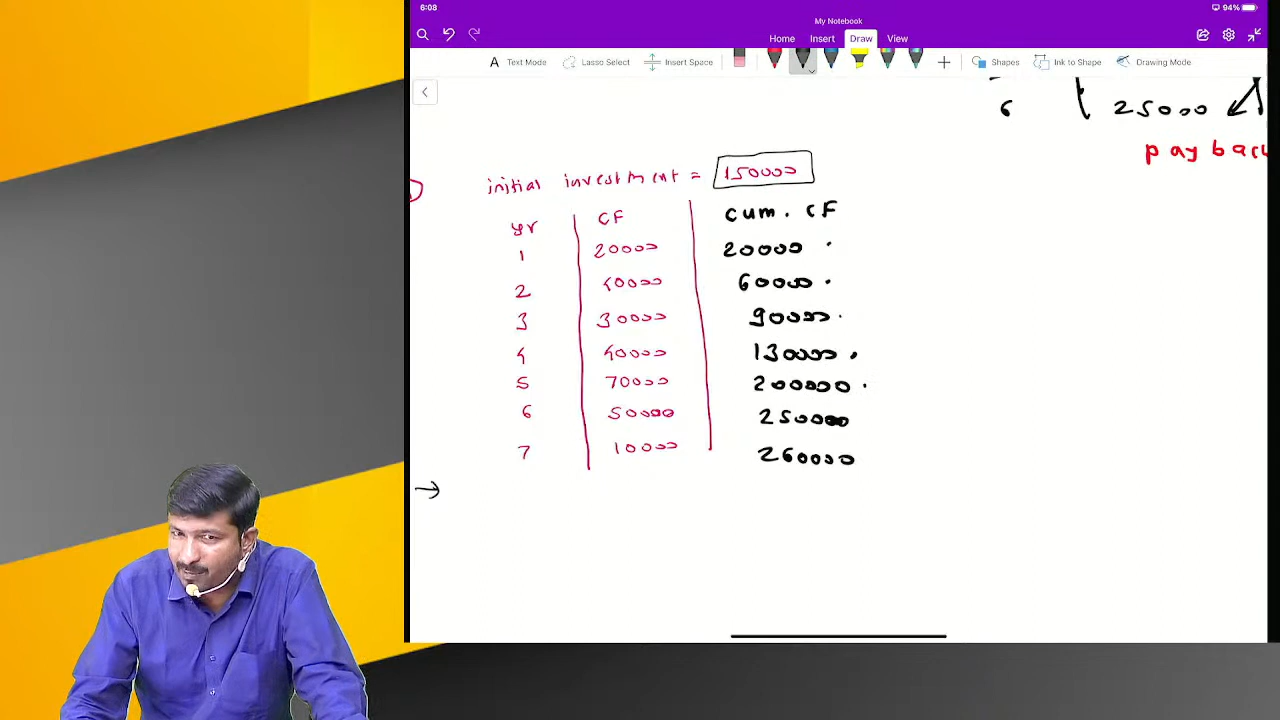 6:08
94%
My Notebook
Home Insert Draw View
A Text Mode Lasso Select Insert Space Shapes Ink to Shape Drawing Mode
6 25000
pay bac
initial investment = 150000
yr CF cum. CF
1 20000 20000
2 40000 60000
3 30000 90000
4 40000 130000
5 70000 200000
6 50000 250000
7 10000 260000